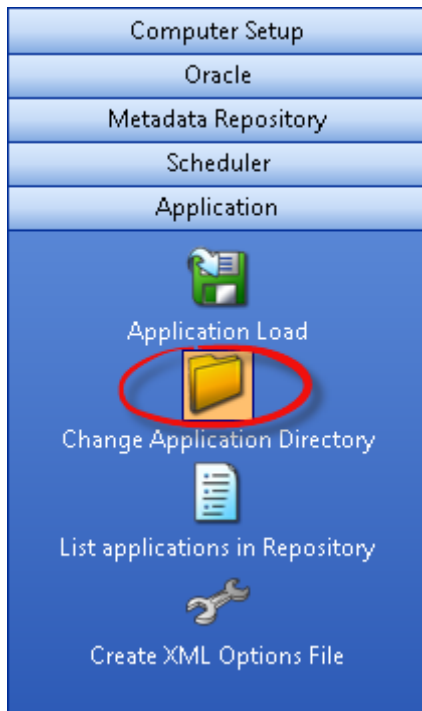 Computer Setup
Oracle
Metadata Repository
Scheduler
Application
Application Load
Change Application Directory
List applications in Repository
Create XML Options File